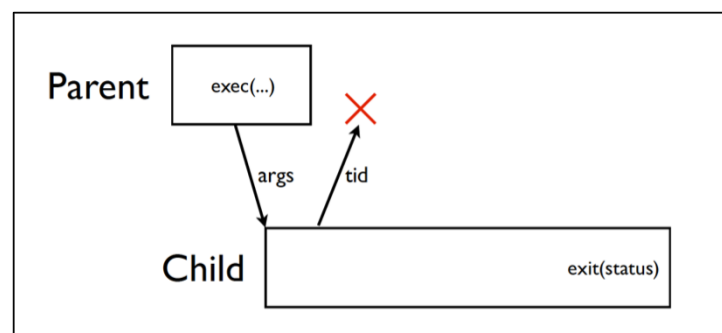 Parent
exec(...)
args
tid
Child
exit(status)